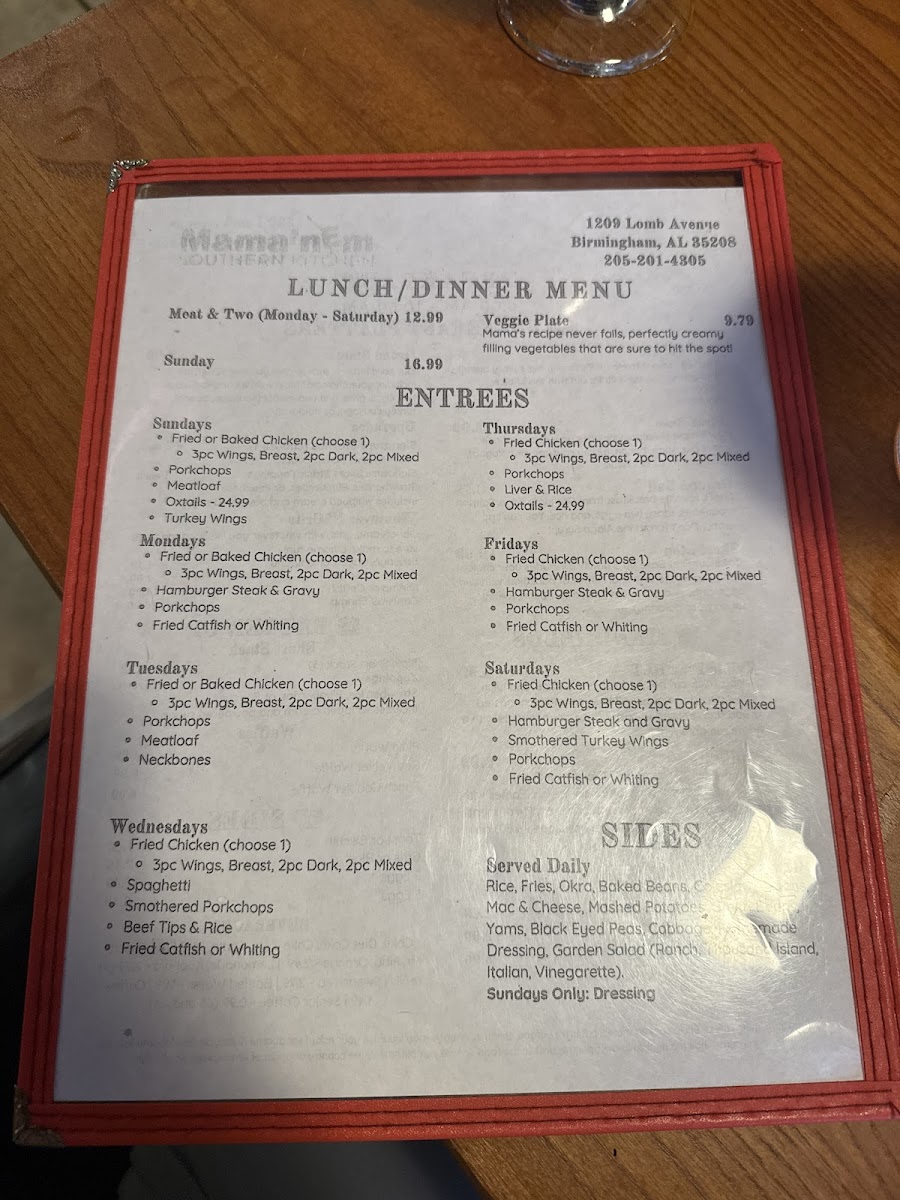 1209 Lomb Avenue
Birmingham, AL 35208
205-201-4305
LUNCH/DINNER MENU
Meat & Two (Monday - Saturday) 12.99
Sunday 16.99
Veggie Plate 9.79
Mama's recipe never fails, perfectly creamy
filling vegetables that are sure to hit the spot!
ENTREES
Sundays
Fried or Baked Chicken (choose 1)
3pc Wings, Breast, 2pc Dark, 2pc Mixed
Porkchops
Meatloaf
Oxtails - 24.99
Turkey Wings
Mondays
Fried or Baked Chicken (choose 1)
3pc Wings, Breast, 2pc Dark, 2pc Mixed
Hamburger Steak & Gravy
Porkchops
Fried Catfish or Whiting
Tuesdays
Fried or Baked Chicken (choose 1)
3pc Wings, Breast, 2pc Dark, 2pc Mixed
Porkchops
Meatloaf
Neckbones
Wednesdays
Fried Chicken (choose 1)
3pc Wings, Breast, 2pc Dark, 2pc Mixed
Spaghetti
Smothered Porkchops
Beef Tips & Rice
Fried Catfish or Whiting
Thursdays
Fried Chicken (choose 1)
3pc Wings, Breast, 2pc Dark, 2pc Mixed
Porkchops
Liver & Rice
Oxtails - 24.99
Fridays
Fried Chicken (choose 1)
3pc Wings, Breast, 2pc Dark, 2pc Mixed
Hamburger Steak & Gravy
Porkchops
Fried Catfish or Whiting
Saturdays
Fried Chicken (choose 1)
3pc Wings, Breast, 2pc Dark, 2pc Mixed
Hamburger Steak and Gravy
Smothered Turkey Wings
Porkchops
Fried Catfish or Whiting
SIDES
Served Daily
Rice, Fries, Okra, Baked Beans,
Mac & Cheese, Mashed Potatoes
Yams, Black Eyed Peas, Cabbage
Dressing, Garden Salad (Ranch, Island,
Italian, Vinegarette).
Sundays Only: Dressing